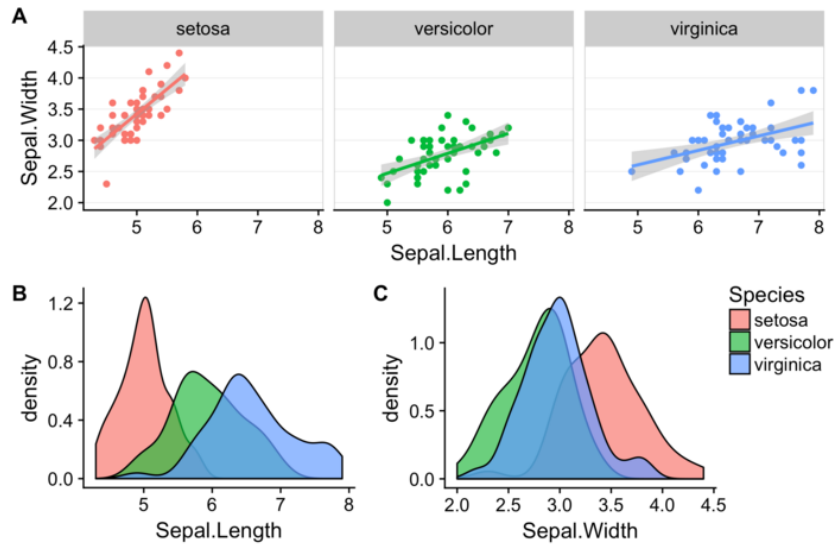 A
setosa versicolor virginica
4.5
4.0
3.5
3.0
2.5
2.0
Sepal.Width
5 6 7 8 5 6 7 8 5 6 7 8
Sepal.Length
B
1.2
0.8
0.4
0.0
density
5 6 7 8
Sepal.Length
C
1.0
0.5
0.0
density
2.0 2.5 3.0 3.5 4.0 4.5
Sepal.Width
Species
setosa
versicolor
virginica